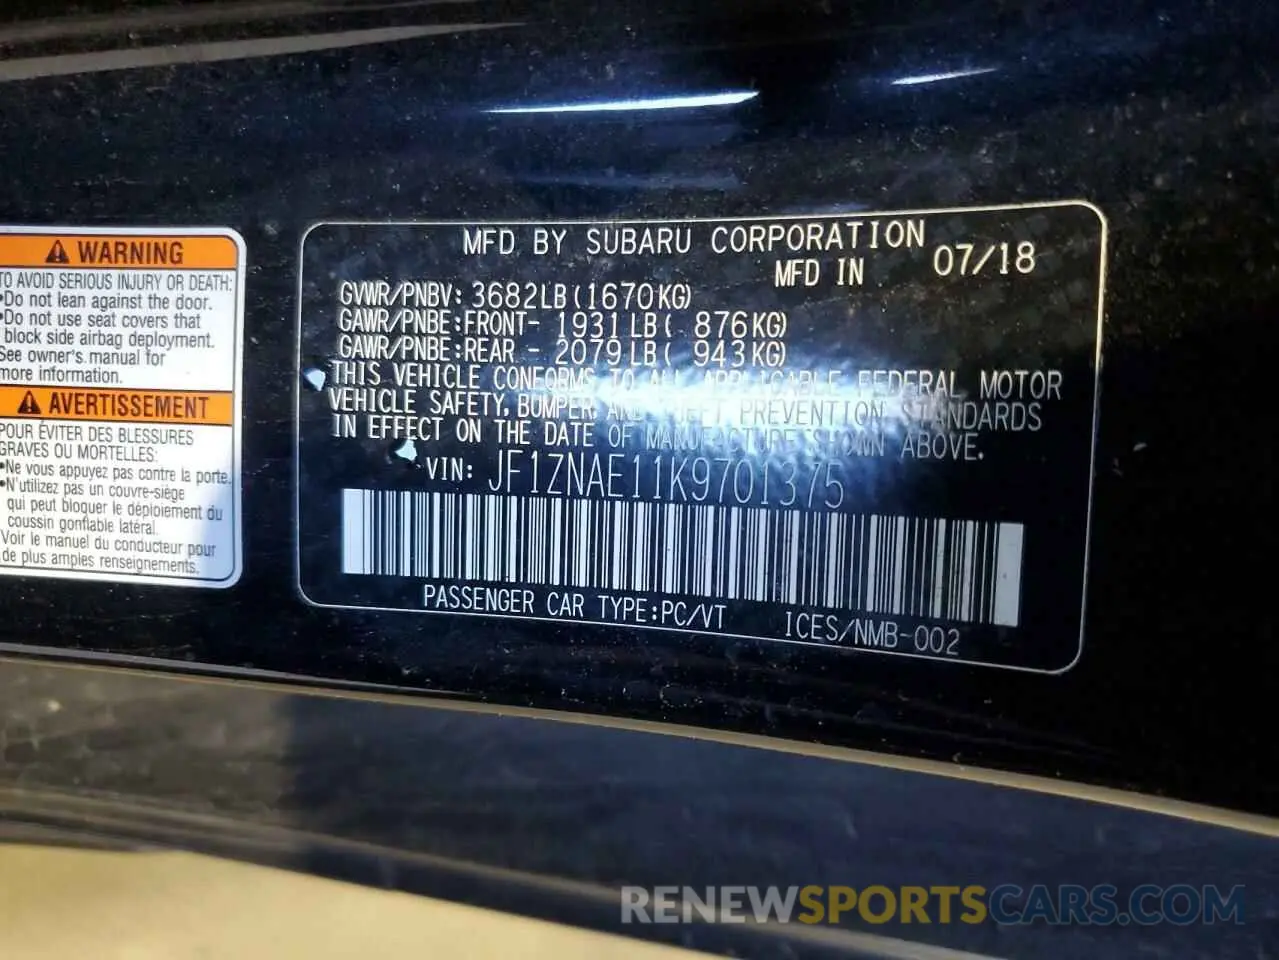 WARNING
TO AVOID SERIOUS INJURY OR DEATH:
•Do not lean against the door.
•Do not use seat covers that
block side airbag deployment.
See owner's manual for
more information.
AVERTISSEMENT
POUR ÉVITER DES BLESSURES
GRAVES OU MORTELLES:
•Ne vous appuyez pas contre la porte.
•N'utilizez pas un couvre-siège
qui peut bloquer le dépioiement du
coussin gonflable latéral.
Voir le manuel du conducteur pour
de plus amples renseignements.
MFD BY SUBARU CORPORATION
MFD IN 07/18
GVWR/PNBV: 3682LB(1670KG)
GAWR/PNBE:FRONT- 1931LB( 876KG)
GAWR/PNBE:REAR - 2079LB( 943KG)
THIS VEHICLE CONFORMS TO ALL APPLICABLE FEDERAL MOTOR
VEHICLE SAFETY, BUMPER, AND THEFT PREVENTION STANDARDS
IN EFFECT ON THE DATE OF MANUFACTURE SHOWN ABOVE.
VIN: JF1ZNAE11K9701375
PASSENGER CAR TYPE:PC/VT ICES/NMB-002
RENEWSPORTSCARS.COM